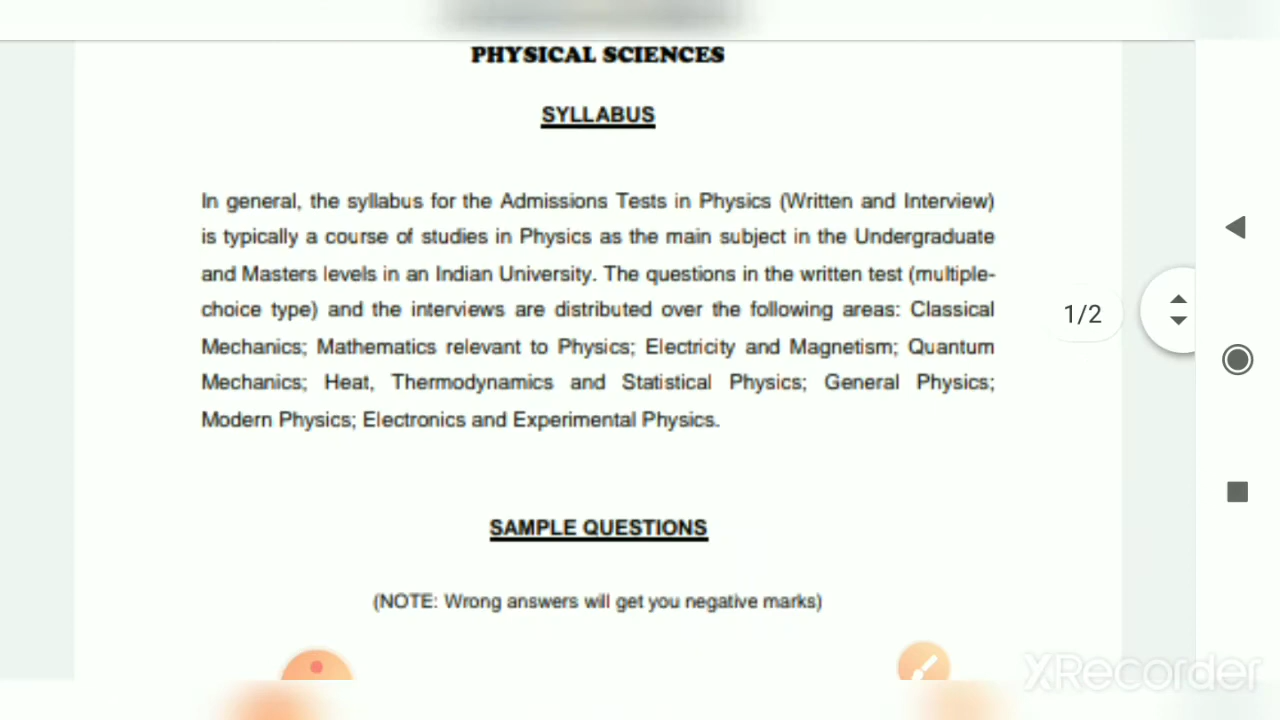 PHYSICAL SCIENCES
SYLLABUS
In general, the syllabus for the Admissions Tests in Physics (Written and Interview)
is typically a course of studies in Physics as the main subject in the Undergraduate
and Masters levels in an Indian University. The questions in the written test (multiple-
choice type) and the interviews are distributed over the following areas: Classical
Mechanics; Mathematics relevant to Physics; Electricity and Magnetism; Quantum
Mechanics; Heat, Thermodynamics and Statistical Physics; General Physics;
Modern Physics; Electronics and Experimental Physics.
1/2
SAMPLE QUESTIONS
(NOTE: Wrong answers will get you negative marks)
XRecorder